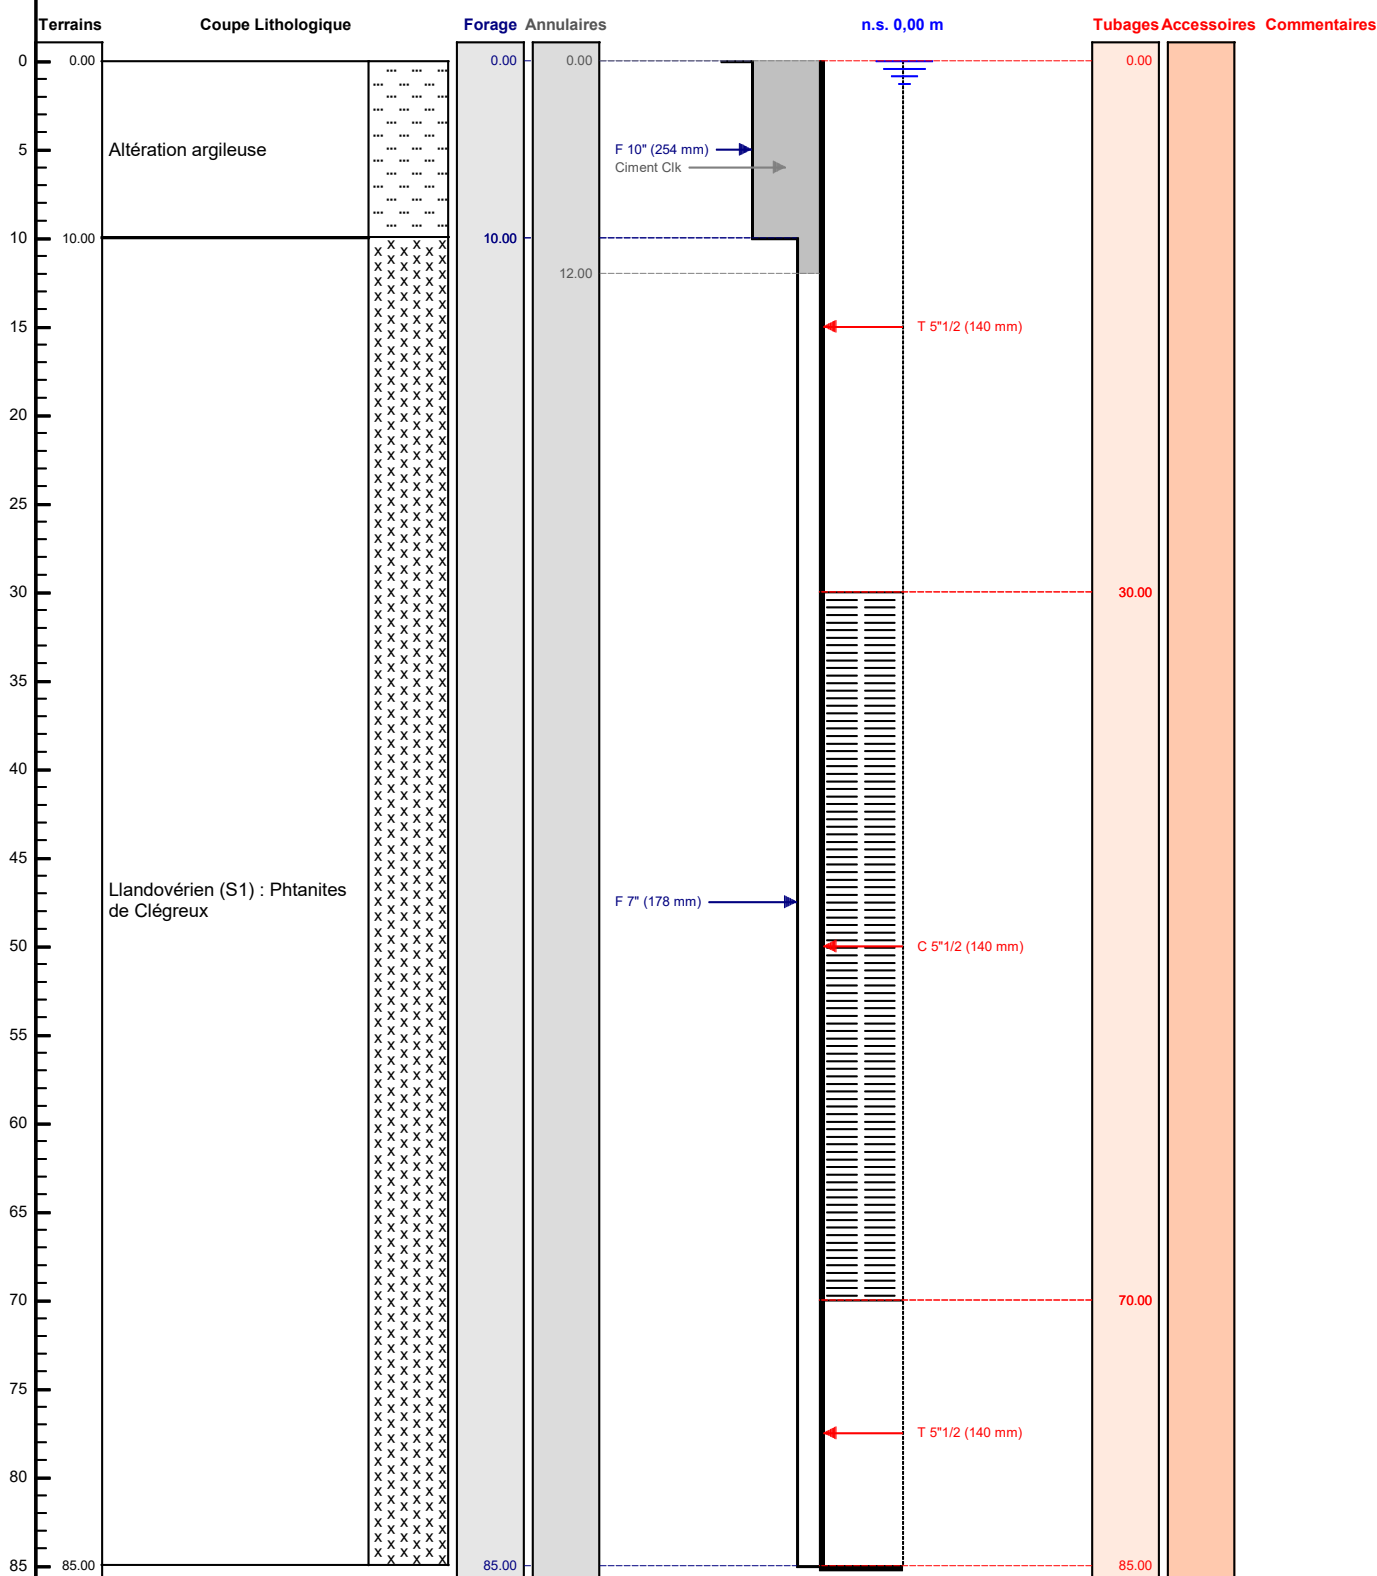 Terrains Coupe Lithologique Forage Annulaires n.s. 0,00 m Tubages Accessoires Commentaires
0 0.00 0.00 0.00 0.00
5 Altération argileuse F 10" (254 mm)
Ciment Clk
10 10.00 10.00
12.00
15 T 5"1/2 (140 mm)
20
25
30 30.00
35
40
45
Llandovérien (S1) : Phtanites
de Clégreux
F 7" (178 mm)
50 C 5"1/2 (140 mm)
55
60
65
70 70.00
75
T 5"1/2 (140 mm)
80
85 85.00 85.00 85.00